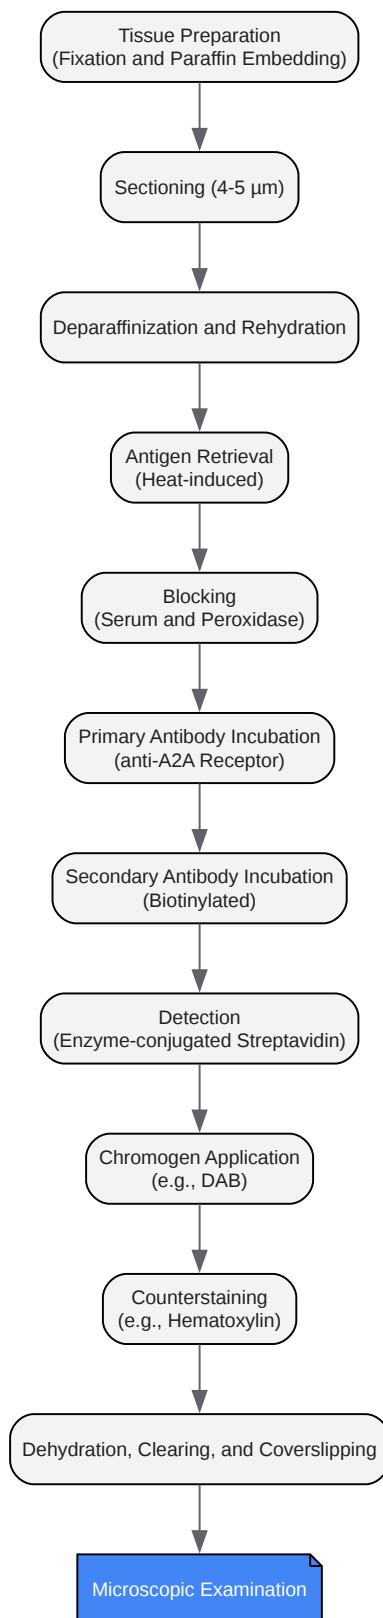 Tissue Preparation
(Fixation and Paraffin Embedding)
Sectioning (4-5 µm)
Deparaffinization and Rehydration
Antigen Retrieval
(Heat-induced)
Blocking
(Serum and Peroxidase)
Primary Antibody Incubation
(anti-A2A Receptor)
Secondary Antibody Incubation
(Biotinylated)
Detection
(Enzyme-conjugated Streptavidin)
Chromogen Application
(e.g., DAB)
Counterstaining
(e.g., Hematoxylin)
Dehydration, Clearing, and Coverslipping
Microscopic Examination